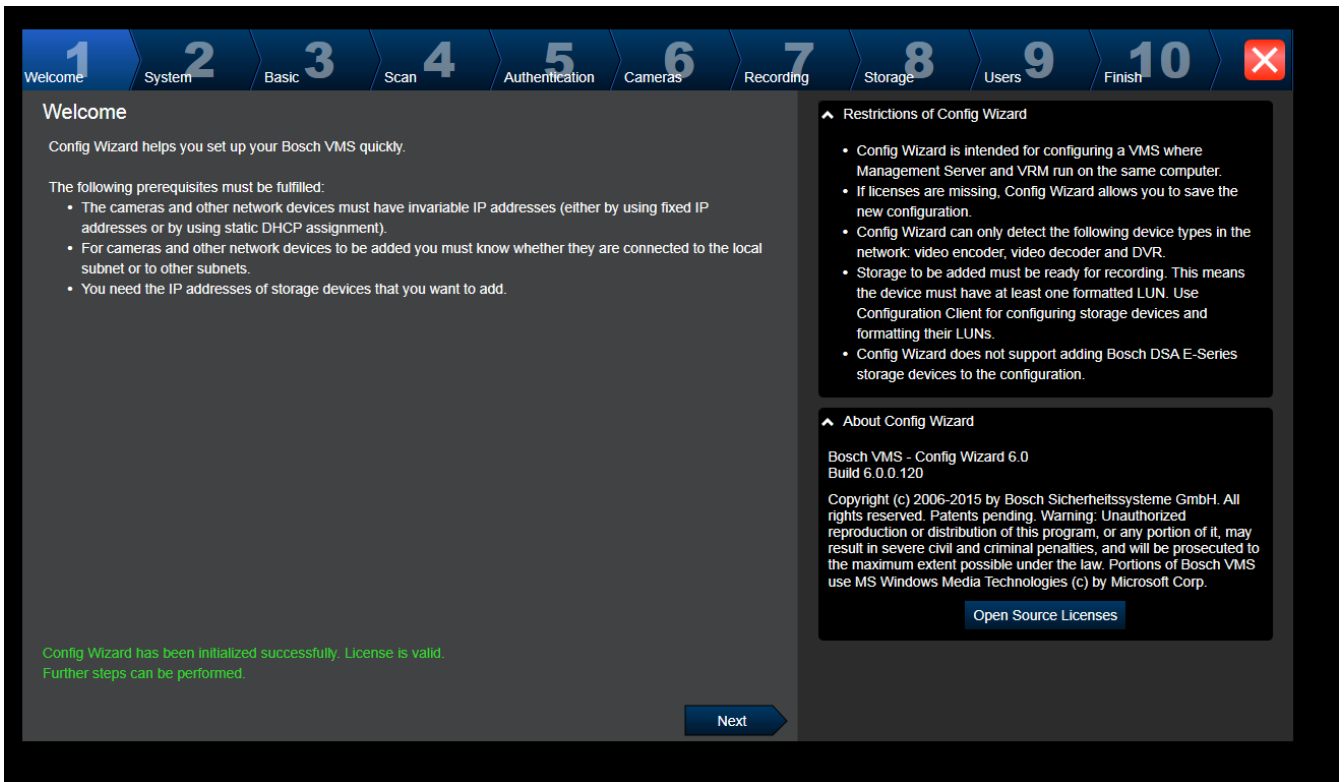 1 Welcome
2 System
3 Basic
4 Scan
5 Authentication
6 Cameras
7 Recording
8 Storage
9 Users
10 Finish
Welcome
Config Wizard helps you set up your Bosch VMS quickly.
The following prerequisites must be fulfilled:
• The cameras and other network devices must have invariable IP addresses (either by using fixed IP
addresses or by using static DHCP assignment).
• For cameras and other network devices to be added you must know whether they are connected to the local
subnet or to other subnets.
• You need the IP addresses of storage devices that you want to add.
Config Wizard has been initialized successfully. License is valid.
Further steps can be performed.
Next
Restrictions of Config Wizard
• Config Wizard is intended for configuring a VMS where
Management Server and VRM run on the same computer.
• If licenses are missing, Config Wizard allows you to save the
new configuration.
• Config Wizard can only detect the following device types in the
network: video encoder, video decoder and DVR.
• Storage to be added must be ready for recording. This means
the device must have at least one formatted LUN. Use
Configuration Client for configuring storage devices and
formatting their LUNs.
• Config Wizard does not support adding Bosch DSA E-Series
storage devices to the configuration.
About Config Wizard
Bosch VMS - Config Wizard 6.0
Build 6.0.0.120
Copyright (c) 2006-2015 by Bosch Sicherheitssysteme GmbH. All
rights reserved. Patents pending. Warning: Unauthorized
reproduction or distribution of this program, or any portion of it, may
result in severe civil and criminal penalties, and will be prosecuted to
the maximum extent possible under the law. Portions of Bosch VMS
use MS Windows Media Technologies (c) by Microsoft Corp.
Open Source Licenses